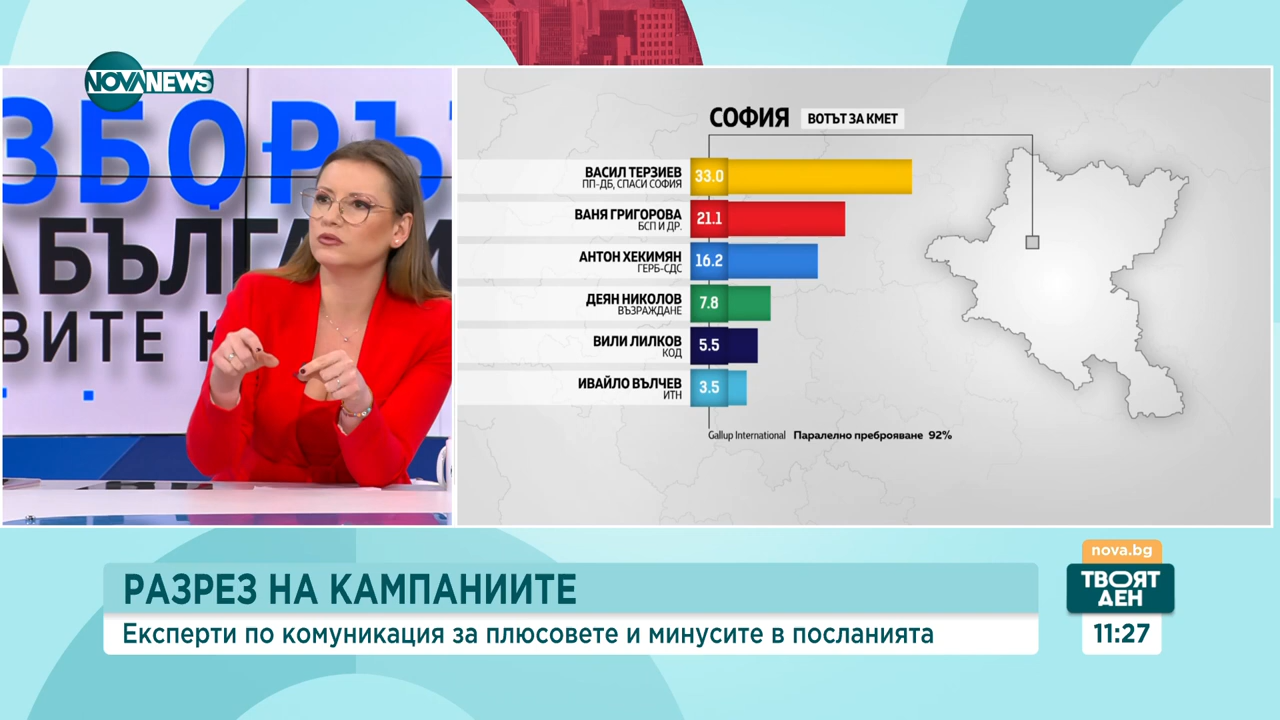 NOVA NEWS
ЗБОРЪ
А БЪЛГАРИ
ВИТЕ К
СОФИЯ ВОТЪТ ЗА КМЕТ
ВАСИЛ ТЕРЗИЕВ 33.0
ПП-ДБ, СПАСИ СОФИЯ
ВАНЯ ГРИГОРОВА 21.1
БСП И ДР.
АНТОН ХЕКИМЯН 16.2
ГЕРБ-СДС
ДЕЯН НИКОЛОВ 7.8
ВЪЗРАЖДАНЕ
ВИЛИ ЛИЛКОВ 5.5
КОД
ИВАЙЛО ВЪЛЧЕВ 3.5
ИТН
Gallup International Паралелно преброяване 92%
РАЗРЕЗ НА КАМПАНИИТЕ
Експерти по комуникация за плюсовете и минусите в посланията
nova.bg
ТВОЯТ
ДЕН
11:27